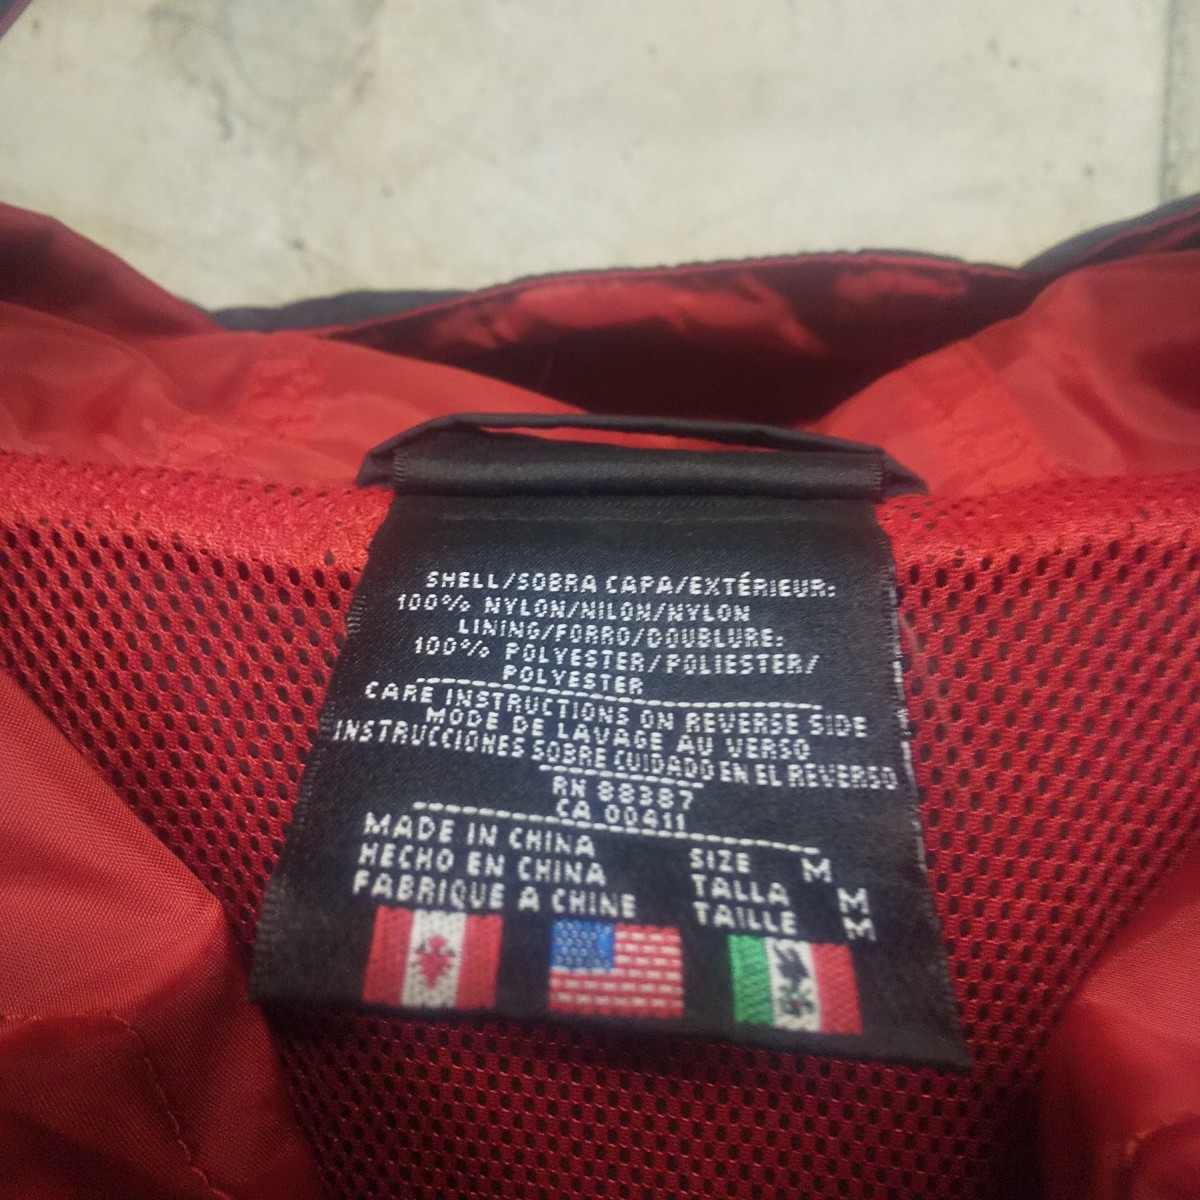 SHELL/SOBRA CAPA/EXTÉRIEUR:
100% NYLON/NILON/NYLON
LINING/FORRO/DOUBLURE:
100% POLYESTER/POLIESTER/
POLYESTER
CARE INSTRUCTIONS ON REVERSE SIDE
MODE DE LAVAGE AU VERSO
INSTRUCCIONES SOBRE CUIDADO EN EL REVERSO
RN 88387
CA 00411
MADE IN CHINA
HECHO EN CHINA
FABRIQUE A CHINE
SIZE M
TALLA M
TAILLE M